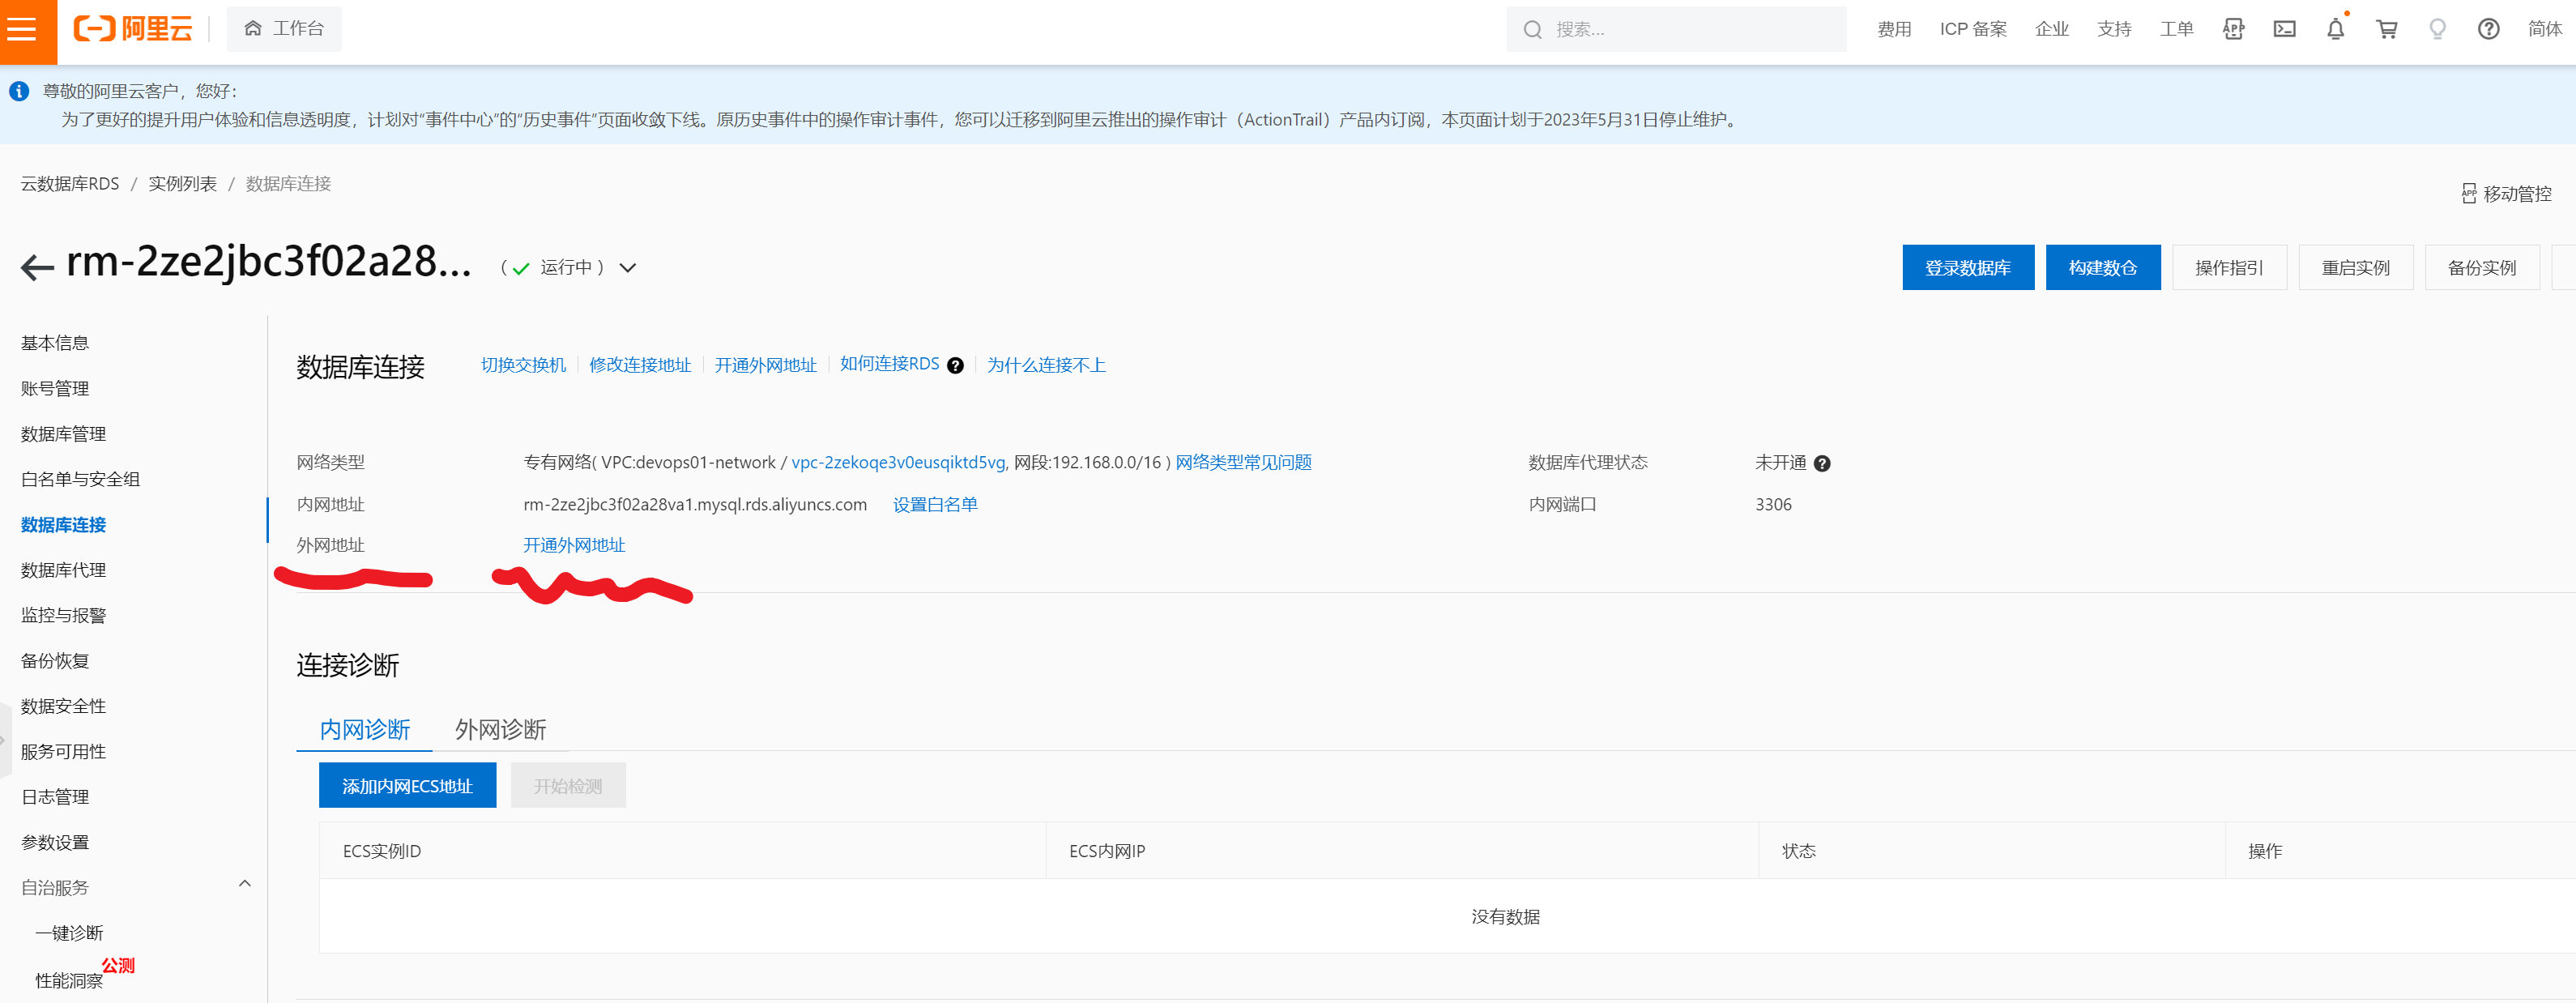 阿里云
工作台
搜索...
费用
ICP 备案
企业
支持
工单
简体
尊敬的阿里云客户，您好：
为了更好的提升用户体验和信息透明度，计划对“事件中心”的“历史事件”页面收敛下线。原历史事件中的操作审计事件，您可以迁移到阿里云推出的操作审计（ActionTrail）产品内订阅，本页面计划于2023年5月31日停止维护。
云数据库RDS / 实例列表 / 数据库连接
APP 移动管控
rm-2ze2jbc3f02a28...
（ 运行中 ）
登录数据库
构建数仓
操作指引
重启实例
备份实例
基本信息
账号管理
数据库管理
白名单与安全组
数据库连接
数据库代理
监控与报警
备份恢复
数据安全性
服务可用性
日志管理
参数设置
自治服务
一键诊断
性能洞察
公测
数据库连接
切换交换机
修改连接地址
开通外网地址
如何连接RDS
为什么连接不上
网络类型
专有网络( VPC:devops01-network / vpc-2zekoqe3v0eusqiktd5vg, 网段:192.168.0.0/16 ) 网络类型常见问题
数据库代理状态
未开通
内网地址
rm-2ze2jbc3f02a28va1.mysql.rds.aliyuncs.com 设置白名单
内网端口
3306
外网地址
开通外网地址
连接诊断
内网诊断
外网诊断
添加内网ECS地址
开始检测
ECS实例ID
ECS内网IP
状态
操作
没有数据